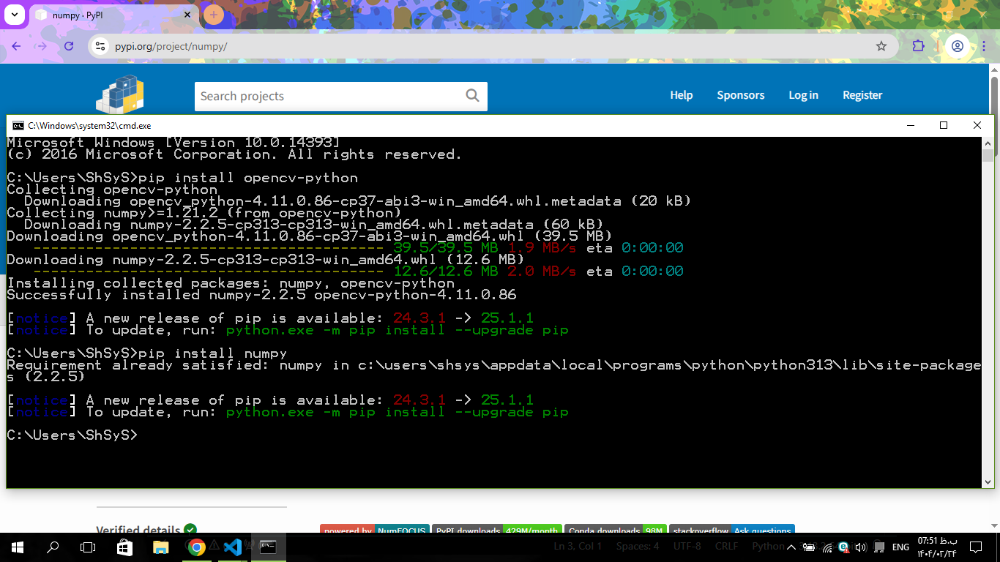 numpy · PyPI
pypi.org/project/numpy/
Search projects
Help
Sponsors
Log in
Register
C:\Windows\system32\cmd.exe
Microsoft Windows [Version 10.0.14393]
(c) 2016 Microsoft Corporation. All rights reserved.
C:\Users\ShSyS>pip install opencv-python
Collecting opencv-python
Downloading opencv_python-4.11.0.86-cp37-abi3-win_amd64.whl.metadata (20 kB)
Collecting numpy>=1.21.2 (from opencv-python)
Downloading numpy-2.2.5-cp313-cp313-win_amd64.whl.metadata (60 kB)
Downloading opencv_python-4.11.0.86-cp37-abi3-win_amd64.whl (39.5 MB)
---------------------------------------- 39.5/39.5 MB 1.9 MB/s eta 0:00:00
Downloading numpy-2.2.5-cp313-cp313-win_amd64.whl (12.6 MB)
---------------------------------------- 12.6/12.6 MB 2.0 MB/s eta 0:00:00
Installing collected packages: numpy, opencv-python
Successfully installed numpy-2.2.5 opencv-python-4.11.0.86
[notice] A new release of pip is available: 24.3.1 -> 25.1.1
[notice] To update, run: python.exe -m pip install --upgrade pip
C:\Users\ShSyS>pip install numpy
Requirement already satisfied: numpy in c:\users\shsys\appdata\local\programs\python\python313\lib\site-package
s (2.2.5)
[notice] A new release of pip is available: 24.3.1 -> 25.1.1
[notice] To update, run: python.exe -m pip install --upgrade pip
C:\Users\ShSyS>
Verified details
powered by NumFOCUS
PyPI downloads 429M/month
Conda downloads 98M
stackoverflow Ask questions
Ln 3, Col 1
Spaces: 4
UTF-8
CRLF
Python
ENG
07:51 ب.ظ
۱۴۰۴/۰۲/۲۴